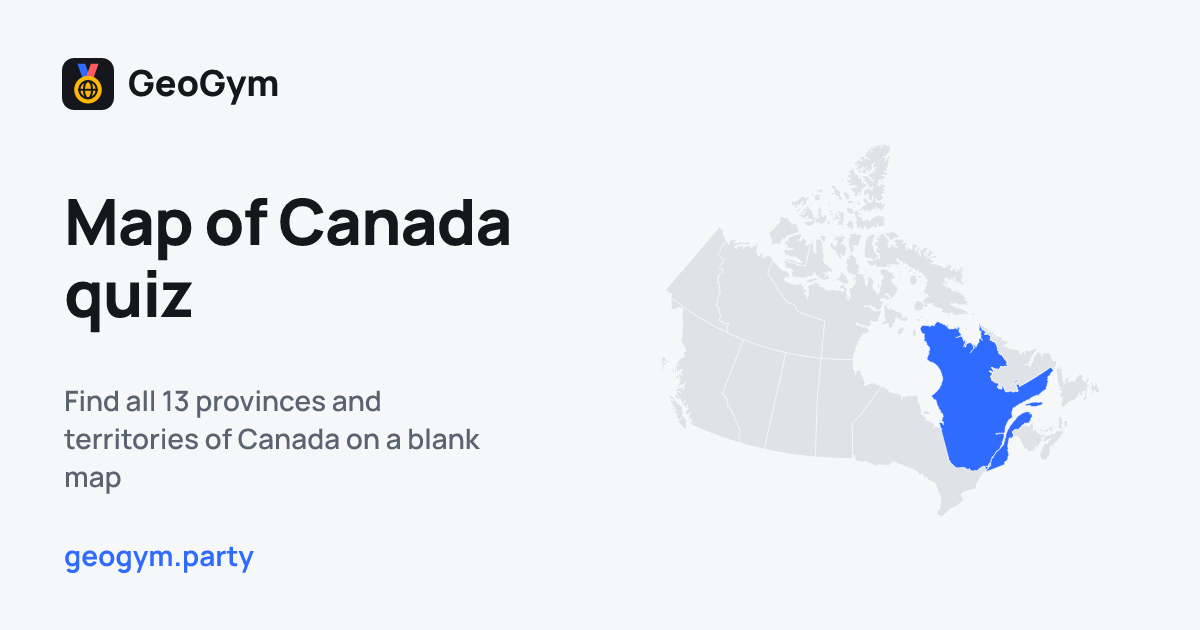 GeoGym
Map of Canada
quiz
Find all 13 provinces and
territories of Canada on a blank
map
geogym.party